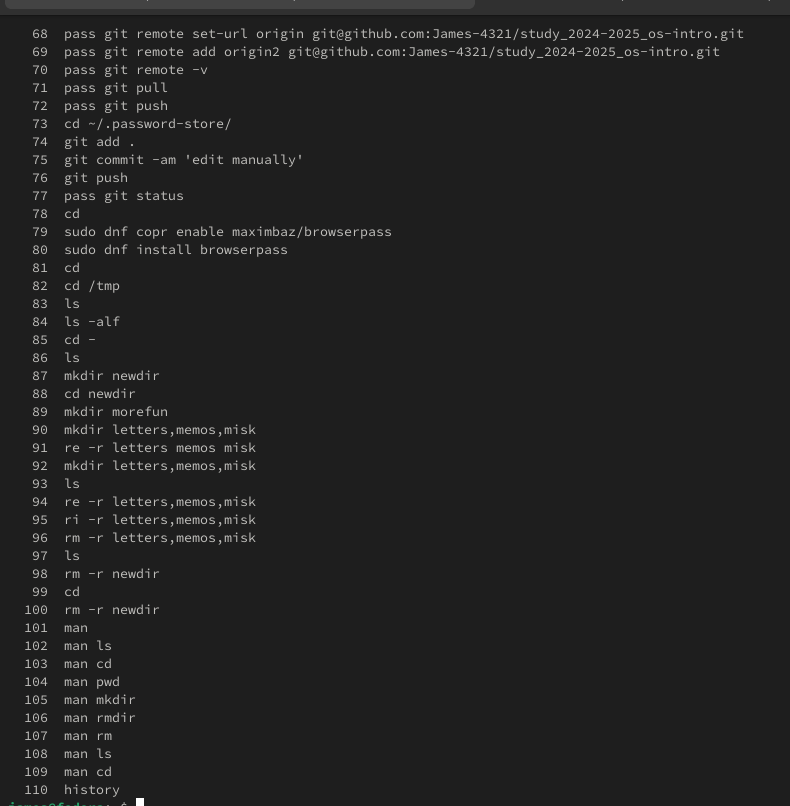 68 pass git remote set-url origin git@github.com:James-4321/study_2024-2025_os-intro.git
69 pass git remote add origin2 git@github.com:James-4321/study_2024-2025_os-intro.git
70 pass git remote -v
71 pass git pull
72 pass git push
73 cd ~/.password-store/
74 git add .
75 git commit -am 'edit manually'
76 git push
77 pass git status
78 cd
79 sudo dnf copr enable maximbaz/browserpass
80 sudo dnf install browserpass
81 cd
82 cd /tmp
83 ls
84 ls -alf
85 cd -
86 ls
87 mkdir newdir
88 cd newdir
89 mkdir morefun
90 mkdir letters,memos,misk
91 re -r letters memos misk
92 mkdir letters,memos,misk
93 ls
94 re -r letters,memos,misk
95 ri -r letters,memos,misk
96 rm -r letters,memos,misk
97 ls
98 rm -r newdir
99 cd
100 rm -r newdir
101 man
102 man ls
103 man cd
104 man pwd
105 man mkdir
106 man rmdir
107 man rm
108 man ls
109 man cd
110 history